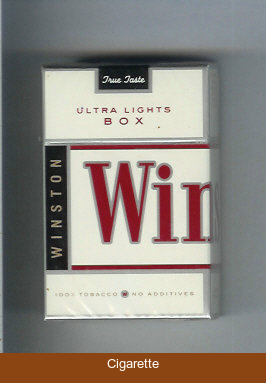 True Taste
ULTRA LIGHTS
BOX
WINSTON
Win
100% TOBACCO W NO ADDITIVES
Cigarette